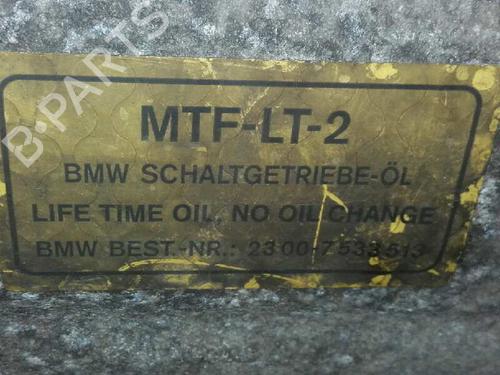 MTF-LT-2
BMW SCHALTGETRIEBE-ÖL
LIFE TIME OIL, NO OIL CHANGE
BMW BEST.-NR.: 23 00-7 533 513
B-PARTS